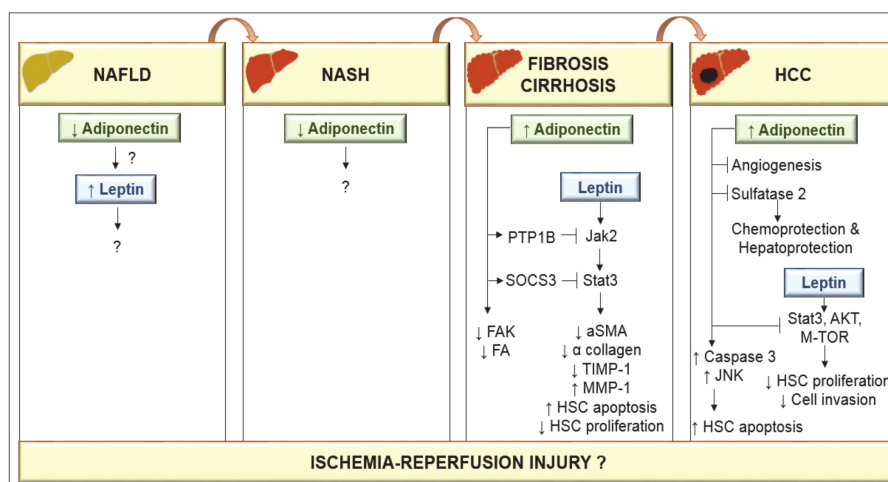 NAFLD
↓ Adiponectin
?
↑ Leptin
?
NASH
↓ Adiponectin
?
FIBROSIS
CIRRHOSIS
↑ Adiponectin
Leptin
PTP1B
Jak2
SOCS3
Stat3
↓ FAK
↓ FA
↓ aSMA
↓ α collagen
↓ TIMP-1
↑ MMP-1
↑ HSC apoptosis
↓ HSC proliferation
HCC
↑ Adiponectin
Angiogenesis
Sulfatase 2
Chemoprotection &
Hepatoprotection
Leptin
Stat3, AKT,
M-TOR
↑ Caspase 3
↑ JNK
↓ HSC proliferation
↓ Cell invasion
↑ HSC apoptosis
ISCHEMIA-REPERFUSION INJURY ?